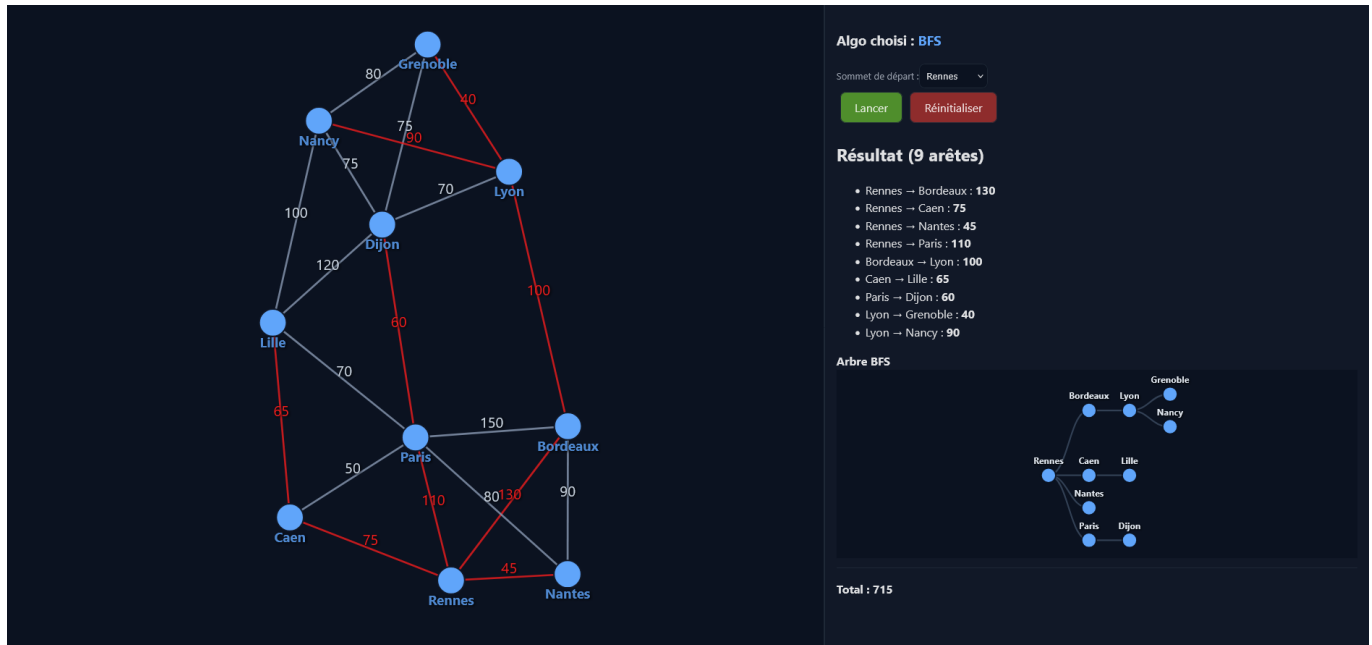 Grenoble
80
40
75
Nancy
90
75
70
Lyon
100
Dijon
120
100
60
Lille
70
65
150
Bordeaux
Paris
50
110
80
130
90
Caen
75
45
Rennes
Nantes
Algo choisi : BFS
Sommet de départ : Rennes
Lancer Réinitialiser
Résultat (9 arêtes)
• Rennes → Bordeaux : 130
• Rennes → Caen : 75
• Rennes → Nantes : 45
• Rennes → Paris : 110
• Bordeaux → Lyon : 100
• Caen → Lille : 65
• Paris → Dijon : 60
• Lyon → Grenoble : 40
• Lyon → Nancy : 90
Arbre BFS
Grenoble
Bordeaux Lyon
Nancy
Rennes Caen Lille
Nantes
Paris Dijon
Total : 715